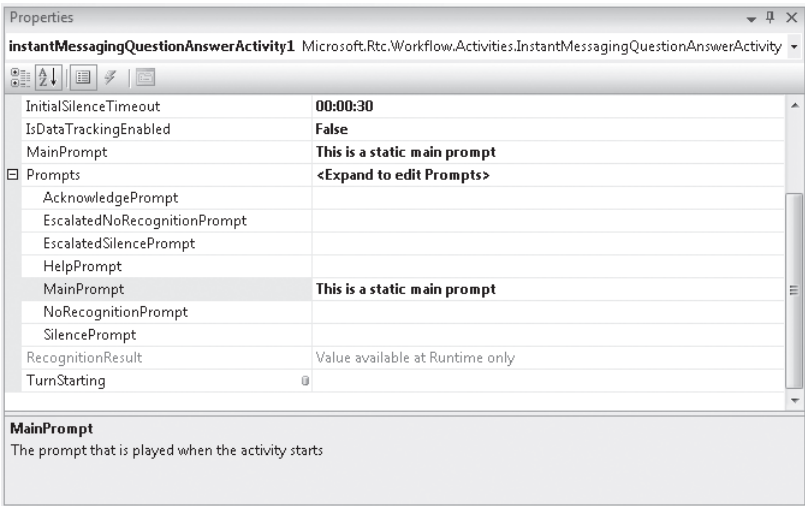 Properties
instantMessagingQuestionAnswerActivity1 Microsoft.Rtc.Workflow.Activities.InstantMessagingQuestionAnswerActivity
InitialSilenceTimeout 00:00:30
IsDataTrackingEnabled False
MainPrompt This is a static main prompt
Prompts <Expand to edit Prompts>
AcknowledgePrompt
EscalatedNoRecognitionPrompt
EscalatedSilencePrompt
HelpPrompt
MainPrompt This is a static main prompt
NoRecognitionPrompt
SilencePrompt
RecognitionResult Value available at Runtime only
TurnStarting
MainPrompt
The prompt that is played when the activity starts